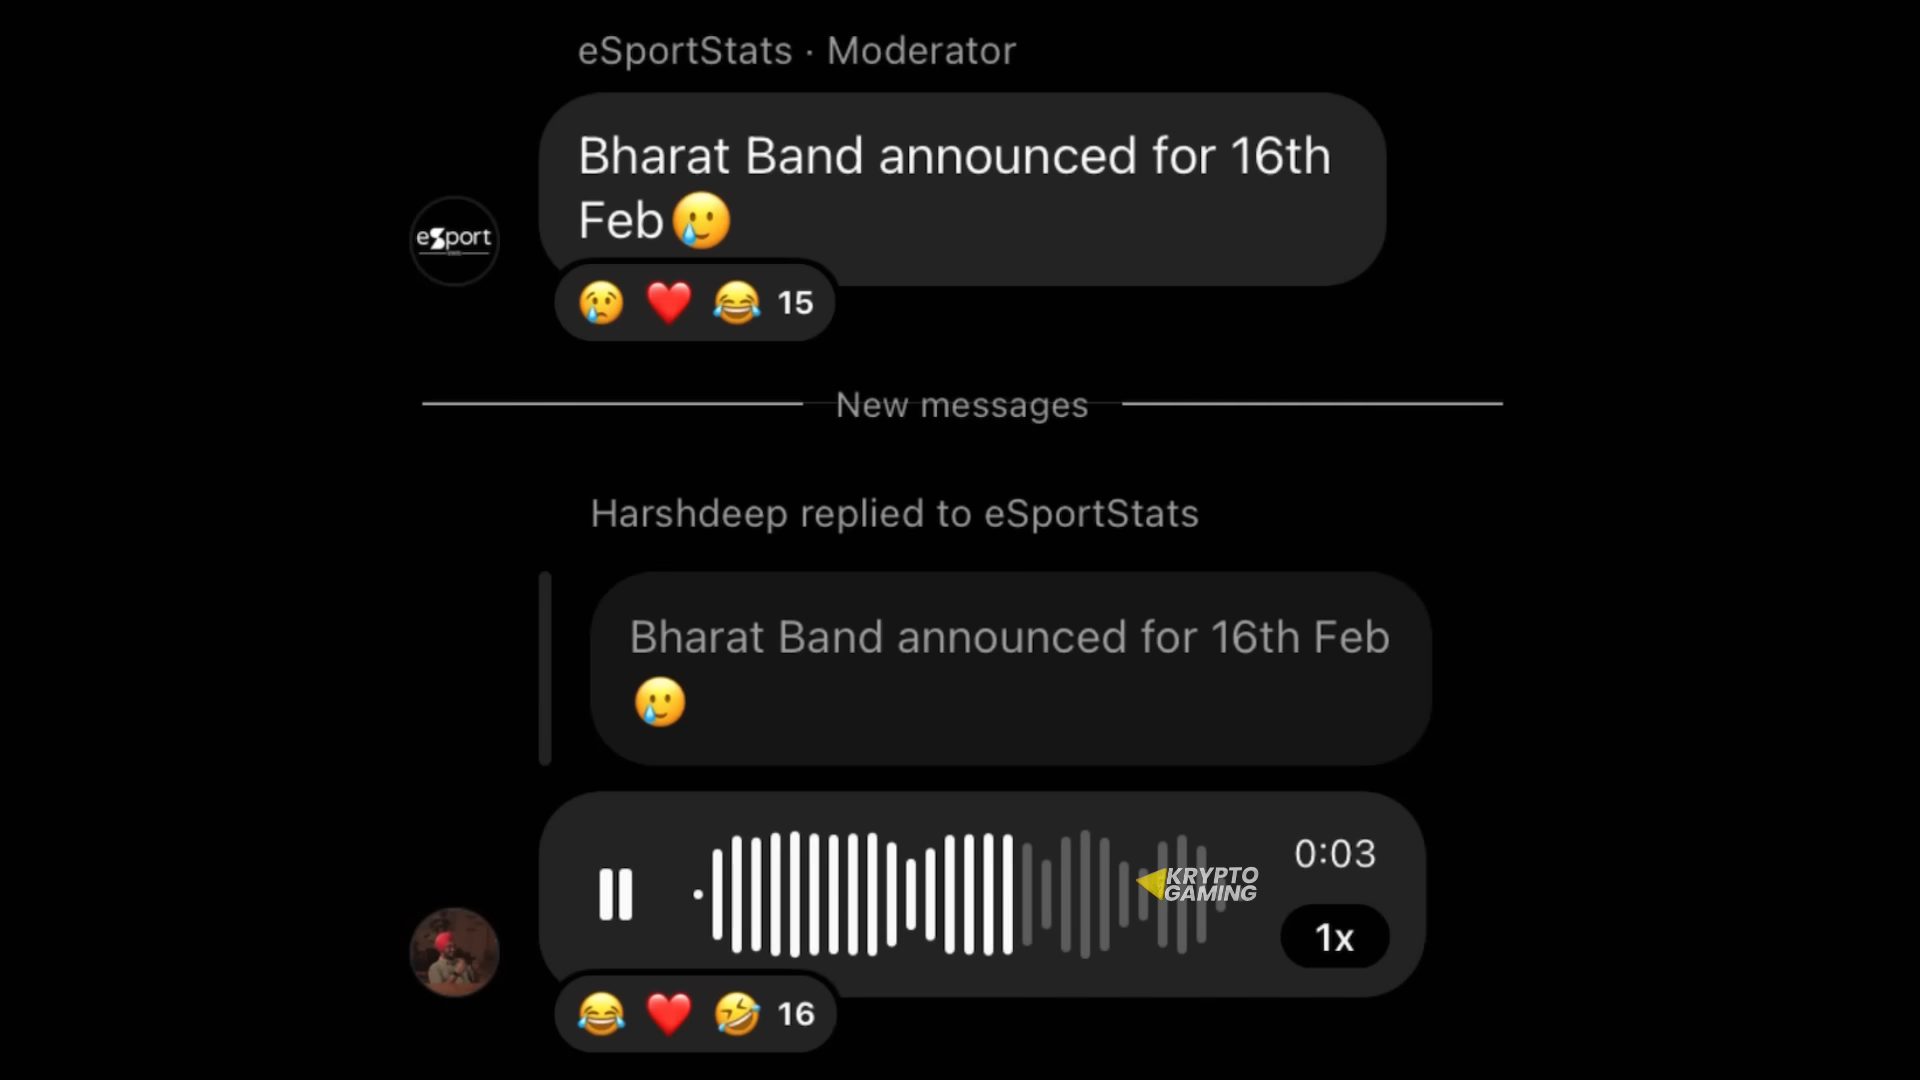 eSportStats · Moderator
Bharat Band announced for 16th
Feb🥲
eSport
😢 ❤️ 😂 15
New messages
Harshdeep replied to eSportStats
Bharat Band announced for 16th Feb
🥲
0:03
KRYPTO
GAMING
1x
😂 ❤️ 🤣 16